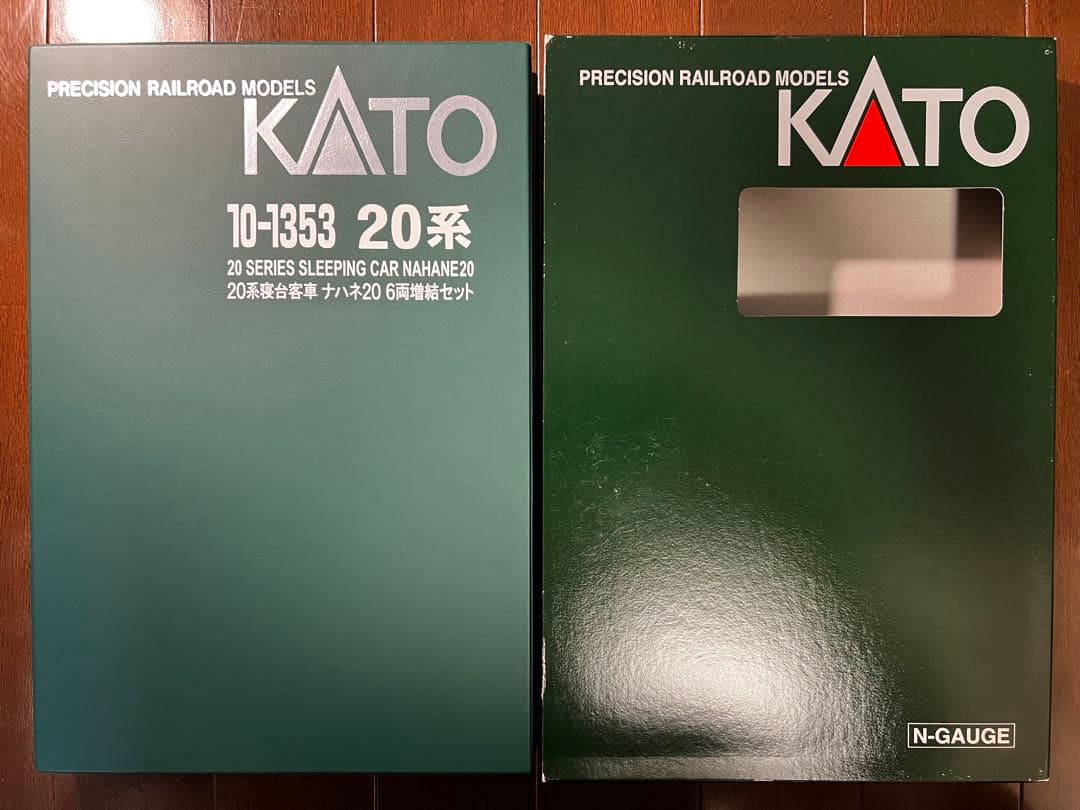 PRECISION RAILROAD MODELS
KATO
10-1353 20系
20 SERIES SLEEPING CAR NAHANE20
20系寝台客車 ナハネ20 6両増結セット
PRECISION RAILROAD MODELS
KATO
N-GAUGE